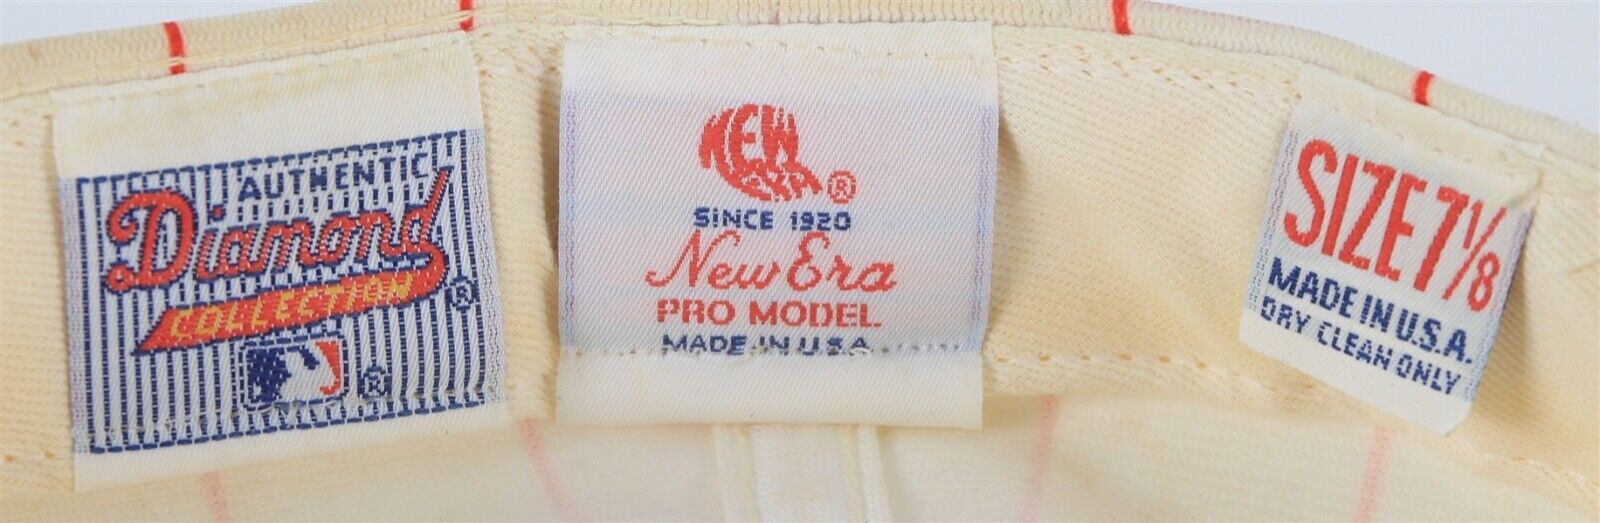 AUTHENTIC
Diamond
COLLECTION ®
®
NEW
ERA ®
SINCE 1920
New Era
PRO MODEL
MADE IN U.S.A.
SIZE 7 1/8
MADE IN U.S.A.
DRY CLEAN ONLY